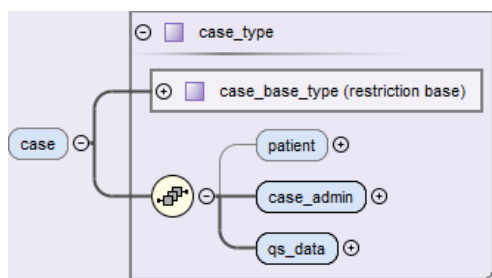 case_type
case_base_type (restriction base)
case
patient
case_admin
qs_data